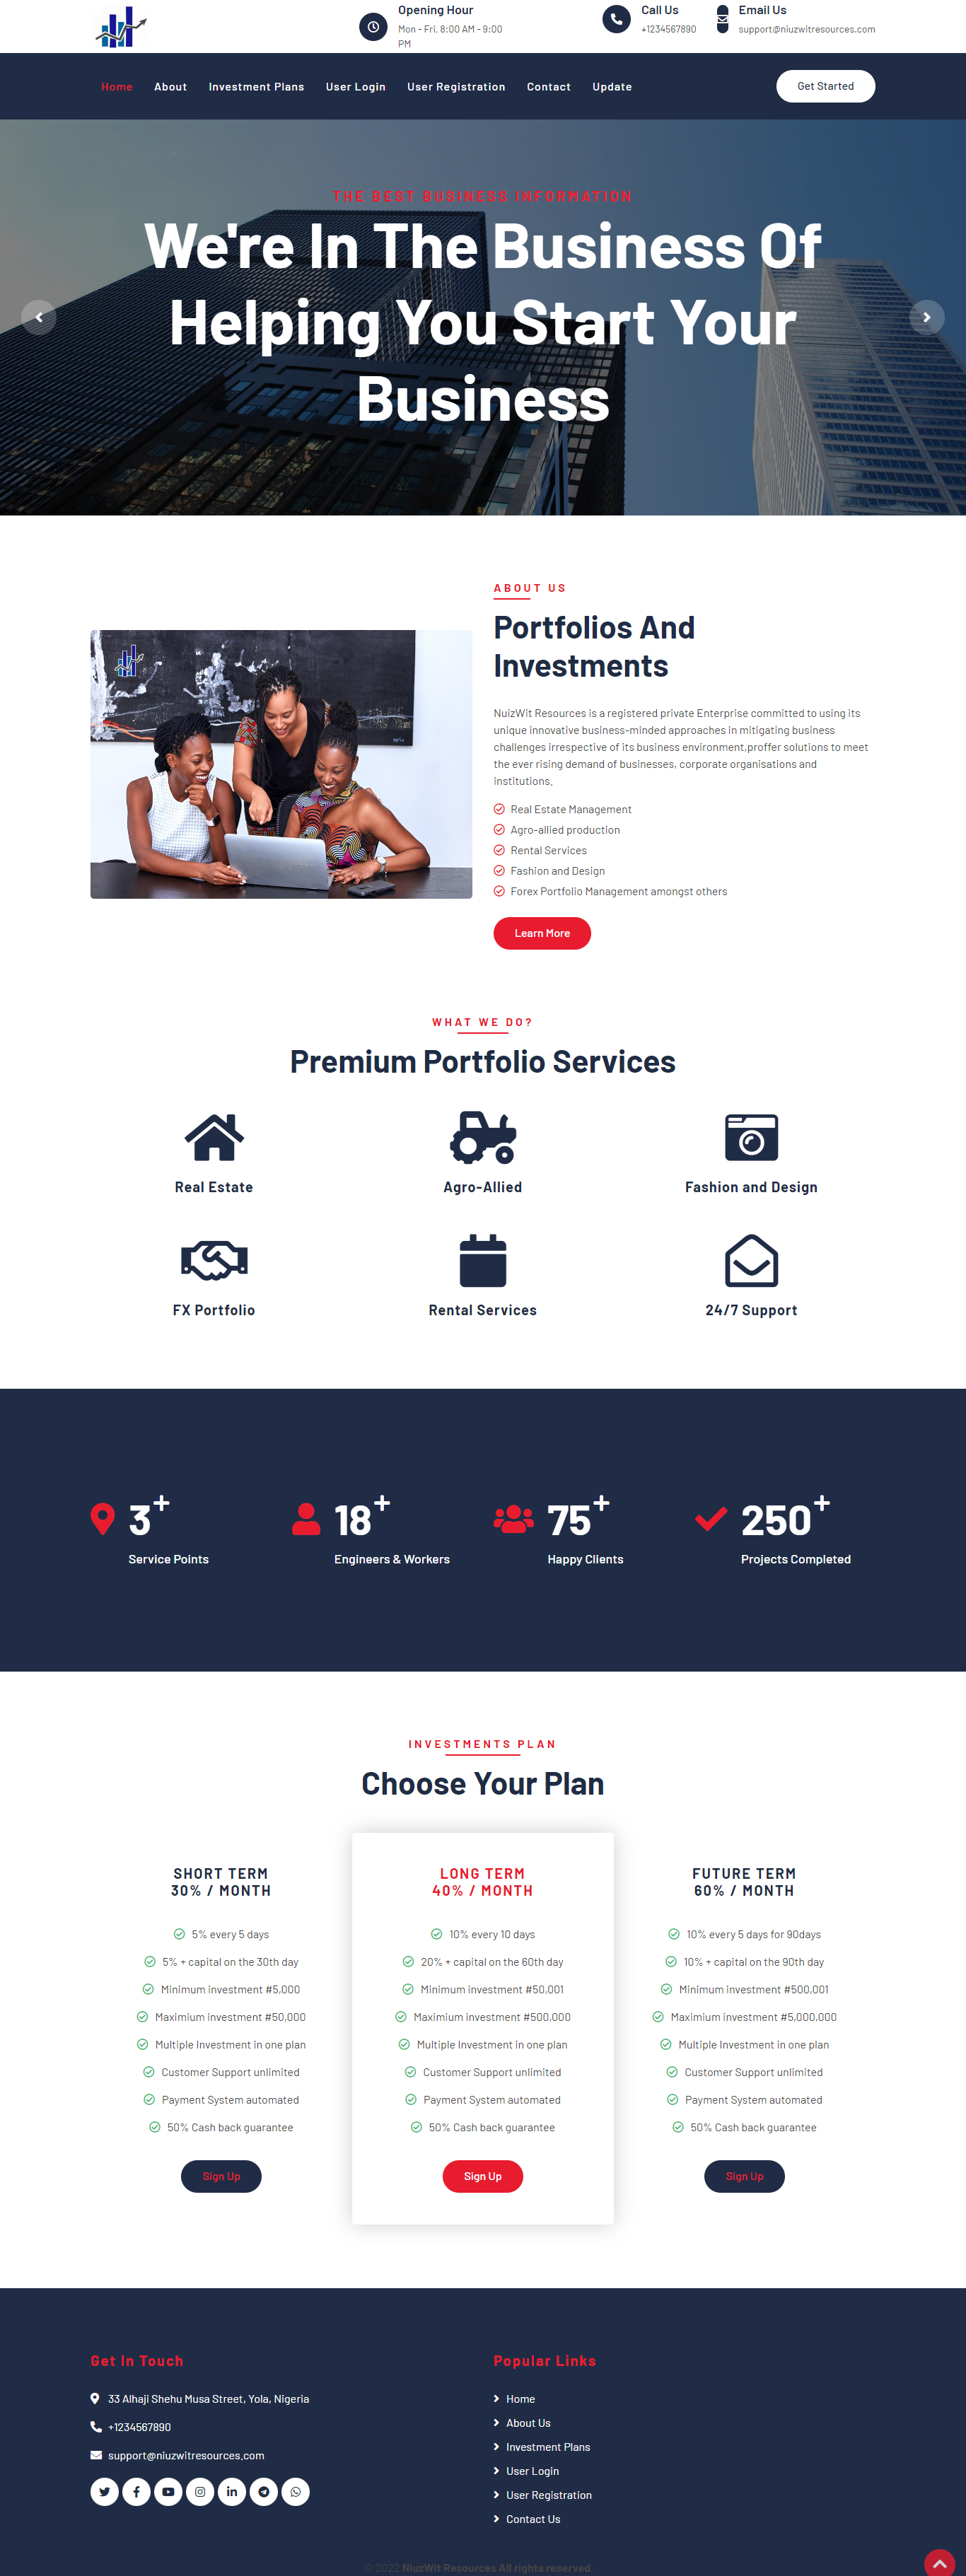 Opening Hour
Mon - Fri, 8:00 AM - 9:00
PM
Call Us
+1234567890
Email Us
support@niuzwitresources.com
Home
About
Investment Plans
User Login
User Registration
Contact
Update
Get Started
THE BEST BUSINESS INFORMATION
We're In The Business Of
Helping You Start Your
Business
ABOUT US
Portfolios And
Investments
NuizWit Resources is a registered private Enterprise committed to using its
unique innovative business-minded approaches in mitigating business
challenges irrespective of its business environment,proffer solutions to meet
the ever rising demand of businesses, corporate organisations and
institutions.
Real Estate Management
Agro-allied production
Rental Services
Fashion and Design
Forex Portfolio Management amongst others
Learn More
WHAT WE DO?
Premium Portfolio Services
Real Estate
Agro-Allied
Fashion and Design
FX Portfolio
Rental Services
24/7 Support
3+
Service Points
18+
Engineers & Workers
75+
Happy Clients
250+
Projects Completed
INVESTMENTS PLAN
Choose Your Plan
SHORT TERM
30% / MONTH
5% every 5 days
5% + capital on the 30th day
Minimum investment #5,000
Maximium investment #50,000
Multiple Investment in one plan
Customer Support unlimited
Payment System automated
50% Cash back guarantee
Sign Up
LONG TERM
40% / MONTH
10% every 10 days
20% + capital on the 60th day
Minimum investment #50,001
Maximium investment #500,000
Multiple Investment in one plan
Customer Support unlimited
Payment System automated
50% Cash back guarantee
Sign Up
FUTURE TERM
60% / MONTH
10% every 5 days for 90days
10% + capital on the 90th day
Minimum investment #500,001
Maximium investment #5,000,000
Multiple Investment in one plan
Customer Support unlimited
Payment System automated
50% Cash back guarantee
Sign Up
Get In Touch
33 Alhaji Shehu Musa Street, Yola, Nigeria
+1234567890
support@niuzwitresources.com
Popular Links
Home
About Us
Investment Plans
User Login
User Registration
Contact Us
© 2022 NiuzWit Resources All rights reserved.